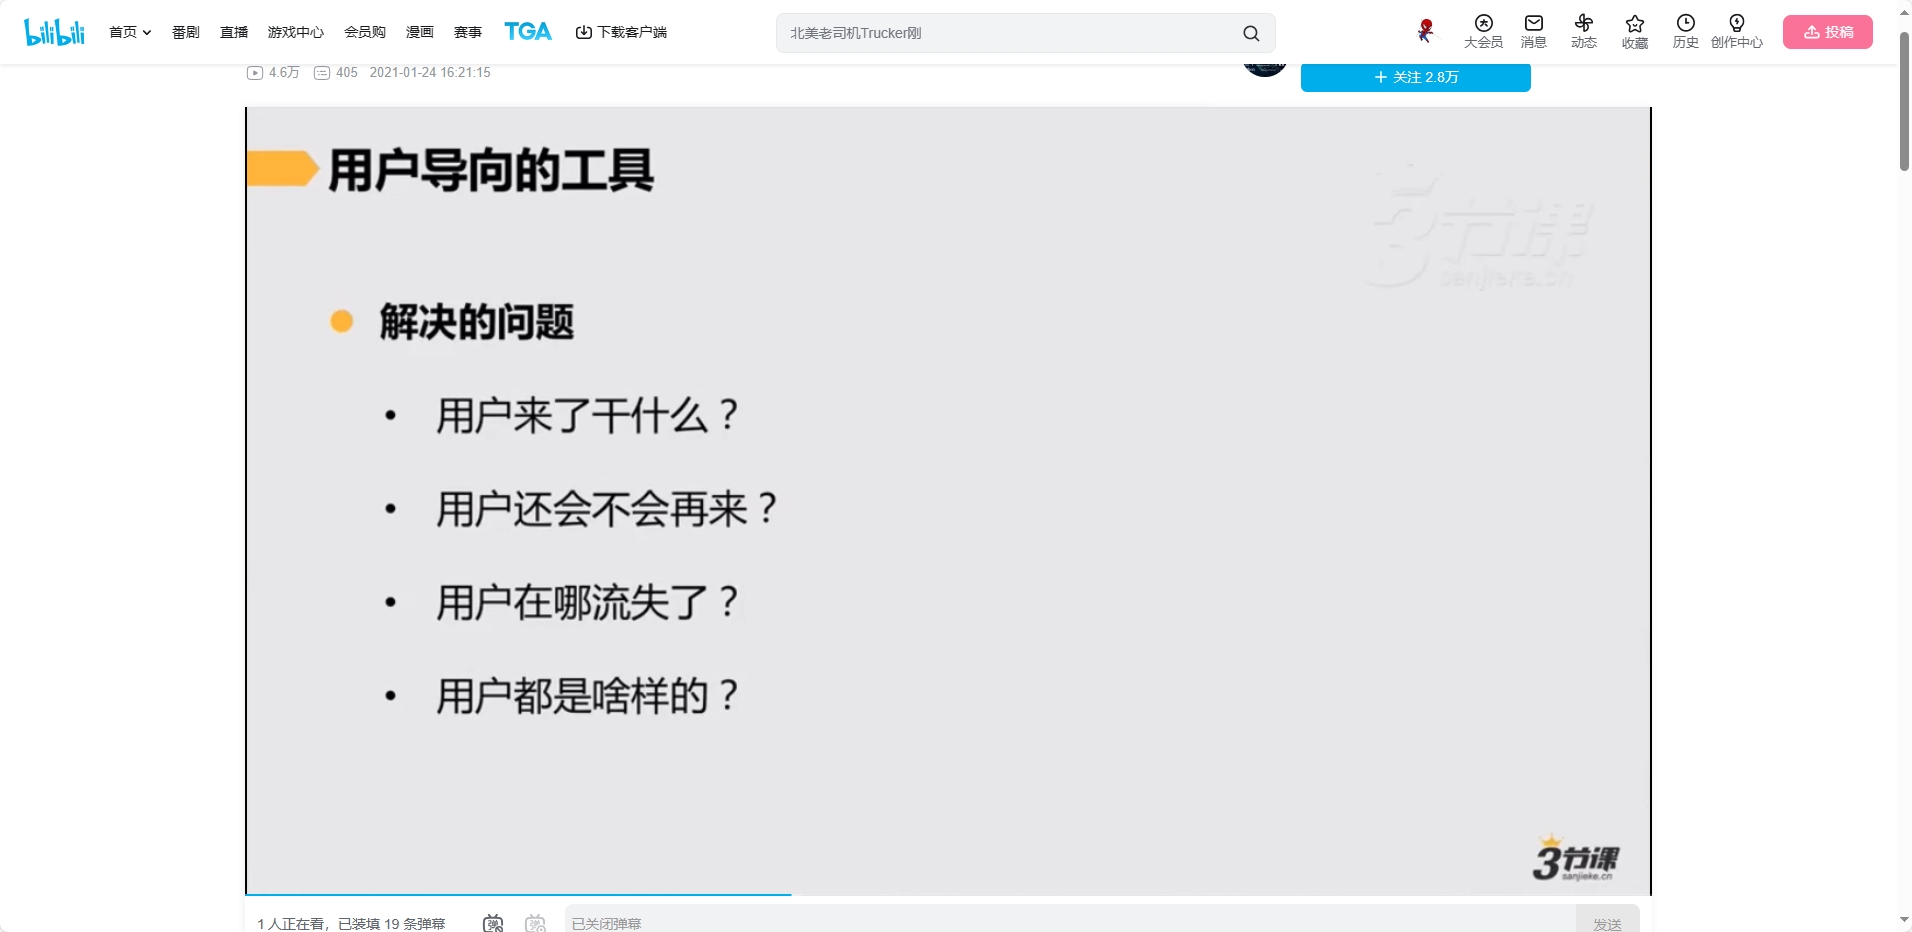 bilibili 首页 番剧 直播 游戏中心 会员购 漫画 赛事 TGA 下载客户端 北美老司机Trucker刚 大会员 消息 动态 收藏 历史 创作中心 投稿
4.6万 405 2021-01-24 16:21:15
+ 关注 2.8万
用户导向的工具
3节课
sanjieke.cn
解决的问题
• 用户来了干什么？
• 用户还会不会再来？
• 用户在哪流失了？
• 用户都是啥样的？
3节课
sanjieke.cn
1 人正在看，已装填 19 条弹幕 弹 弹 已关闭弹幕 发送